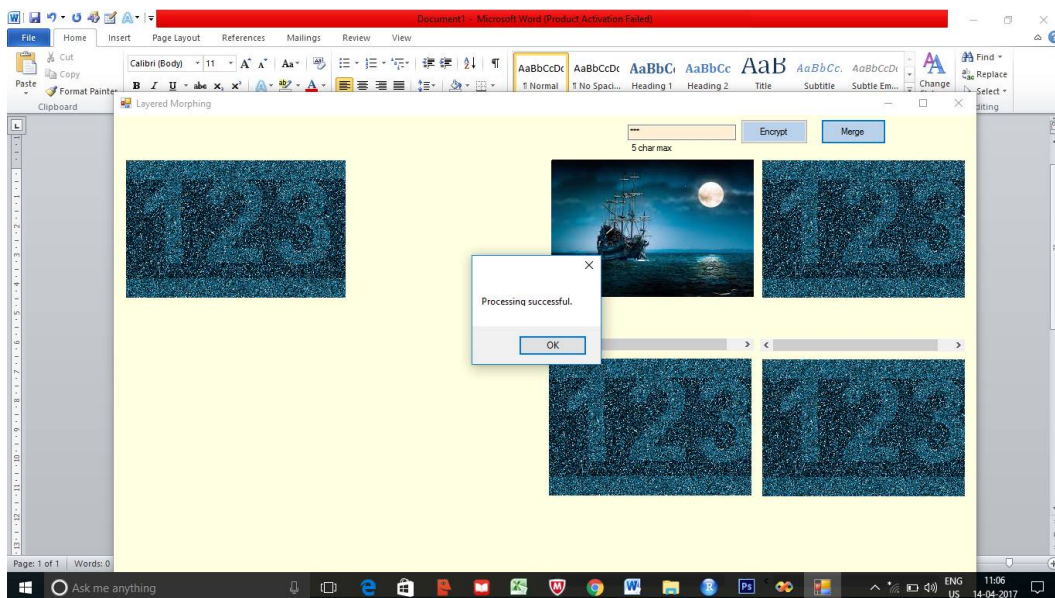 Document1 - Microsoft Word (Product Activation Failed)
File Home Insert Page Layout References Mailings Review View
Cut
Copy
Format Painter
Paste
Clipboard
Calibri (Body) 11
AaBbCcDc AaBbCcDc AaBbC AaBbCc AaB AaBbCc. AaBbCcDc
¶ Normal ¶ No Spaci... Heading 1 Heading 2 Title Subtitle Subtle Em...
Change
Find
Replace
Select
Layered Morphing
***
Encrypt Merge
5 char max
123
123
Processing successful.
OK
123
123
Page: 1 of 1 Words: 0
Ask me anything
ENG 11:06
US 14-04-2017